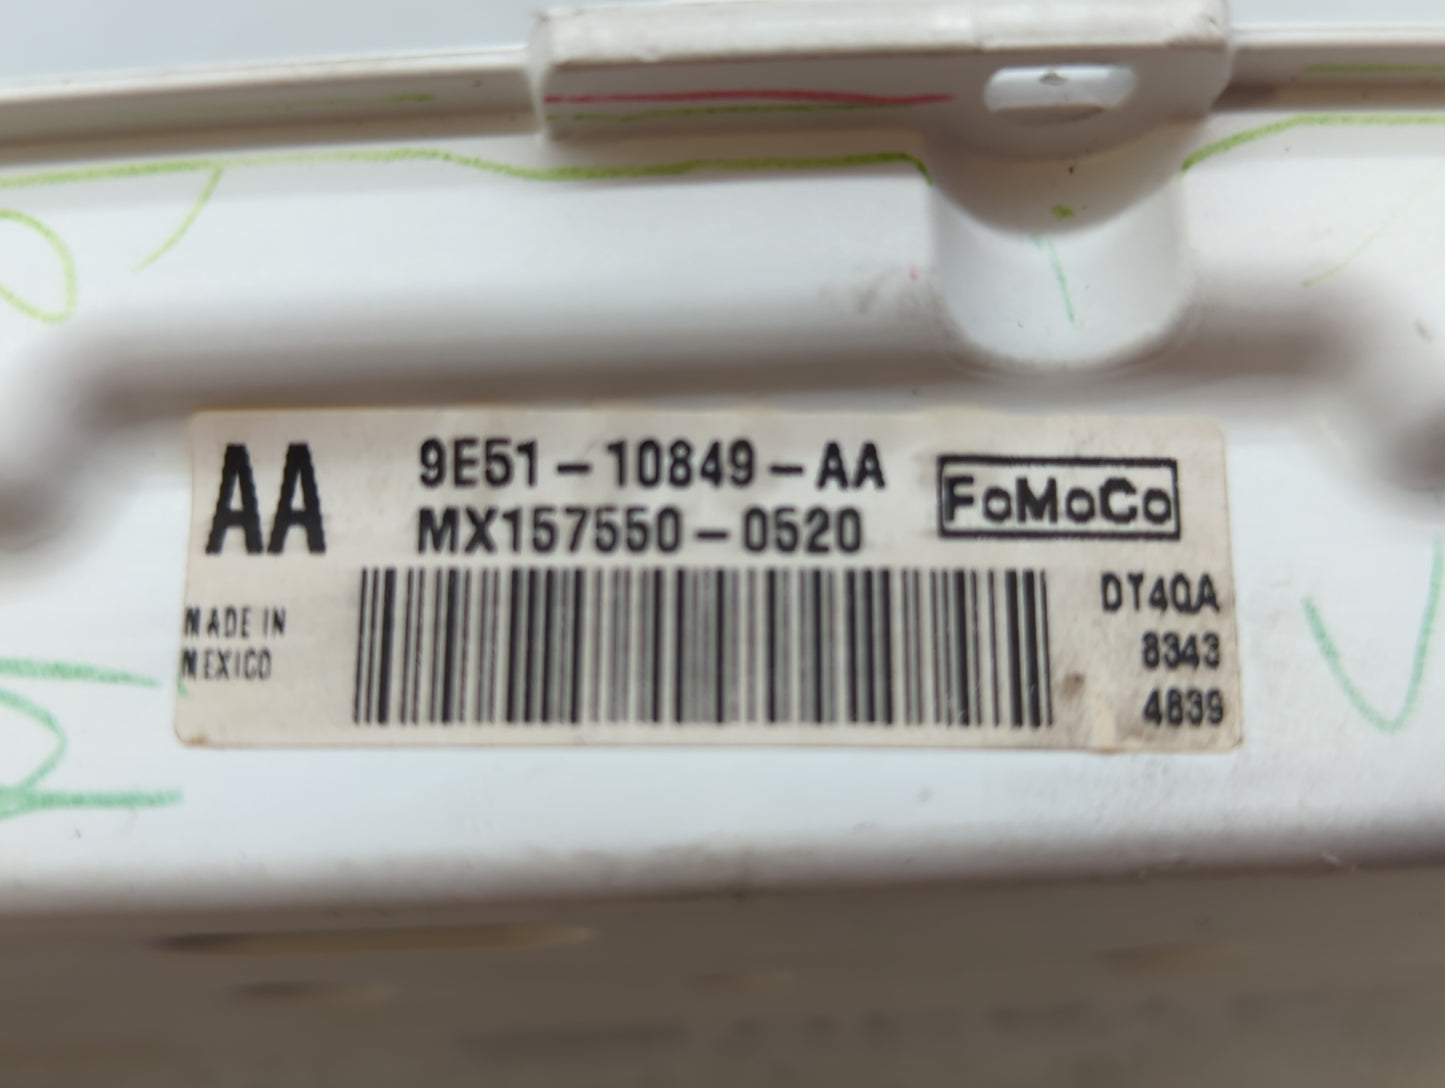 AA
9E51-10849-AA
MX157550-0520
FoMoCo
MADE IN
MEXICO
DT4QA
8343
4839